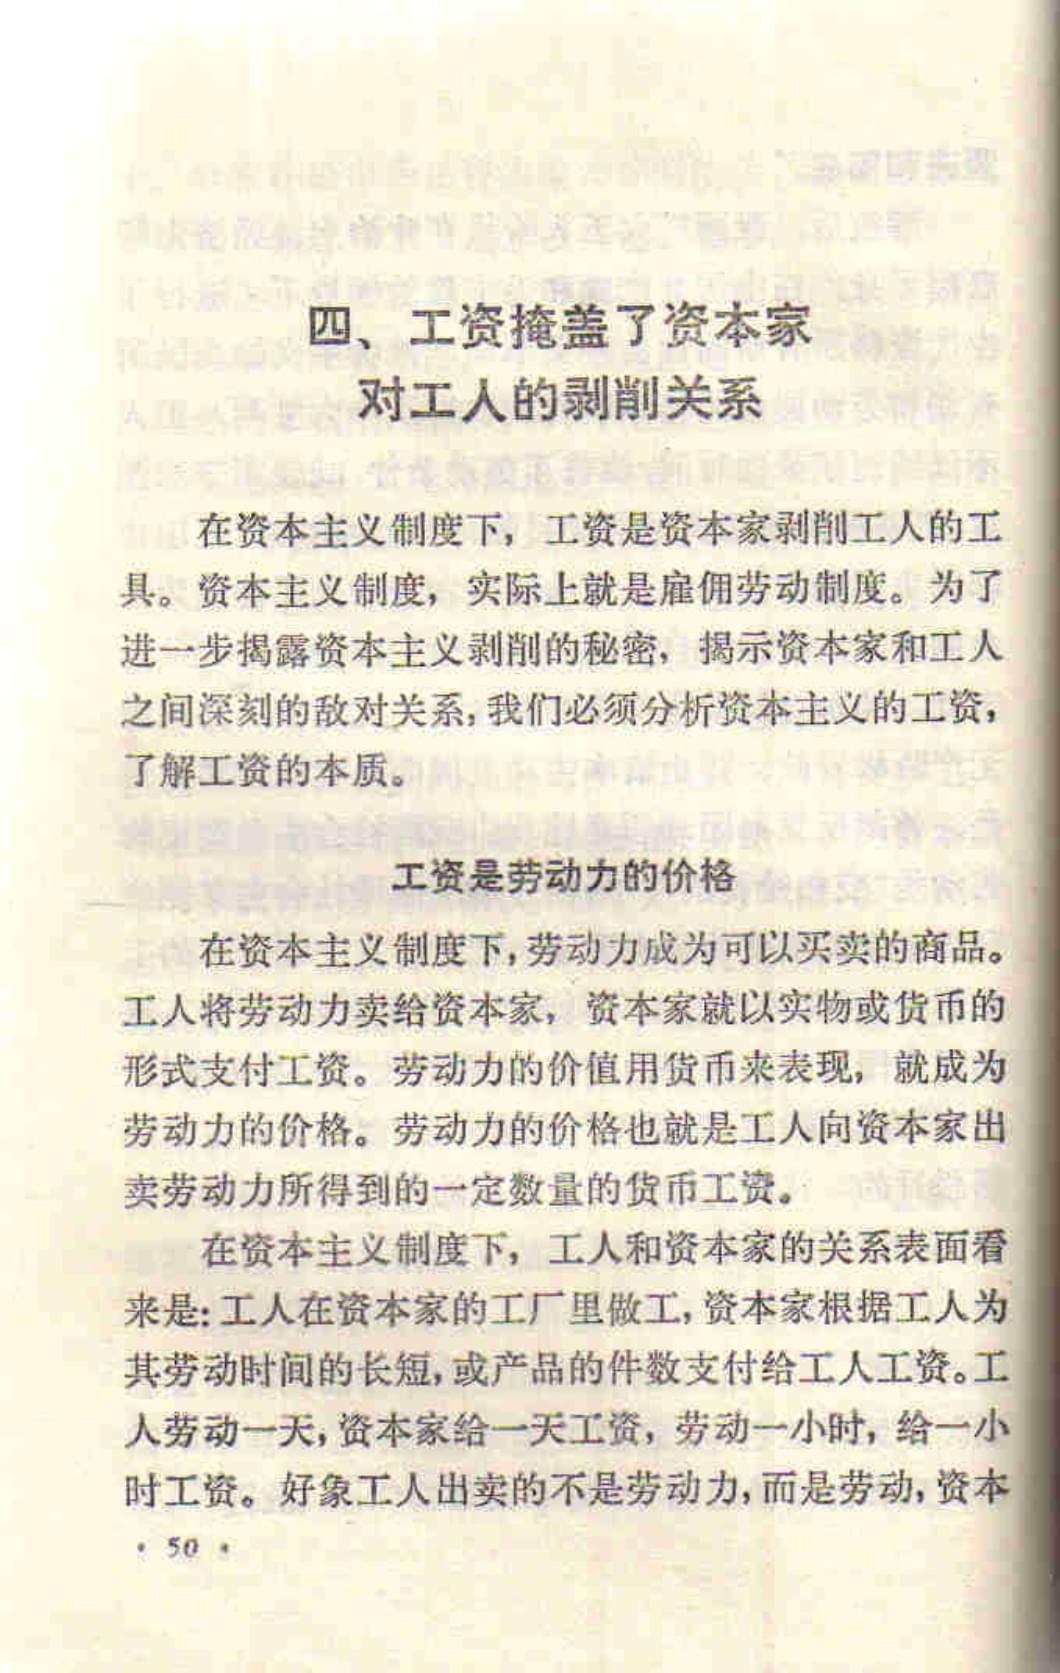 四、工资掩盖了资本家
对工人的剥削关系
在资本主义制度下，工资是资本家剥削工人的工
具。资本主义制度，实际上就是雇佣劳动制度。为了
进一步揭露资本主义剥削的秘密，揭示资本家和工人
之间深刻的敌对关系，我们必须分析资本主义的工资，
了解工资的本质。
工资是劳动力的价格
在资本主义制度下，劳动力成为可以买卖的商品。
工人将劳动力卖给资本家，资本家就以实物或货币的
形式支付工资。劳动力的价值用货币来表现，就成为
劳动力的价格。劳动力的价格也就是工人向资本家出
卖劳动力所得到的一定数量的货币工资。
在资本主义制度下，工人和资本家的关系表面看
来是：工人在资本家的工厂里做工，资本家根据工人为
其劳动时间的长短，或产品的件数支付给工人工资。工
人劳动一天，资本家给一天工资，劳动一小时，给一小
时工资。好象工人出卖的不是劳动力，而是劳动，资本
· 50 ·